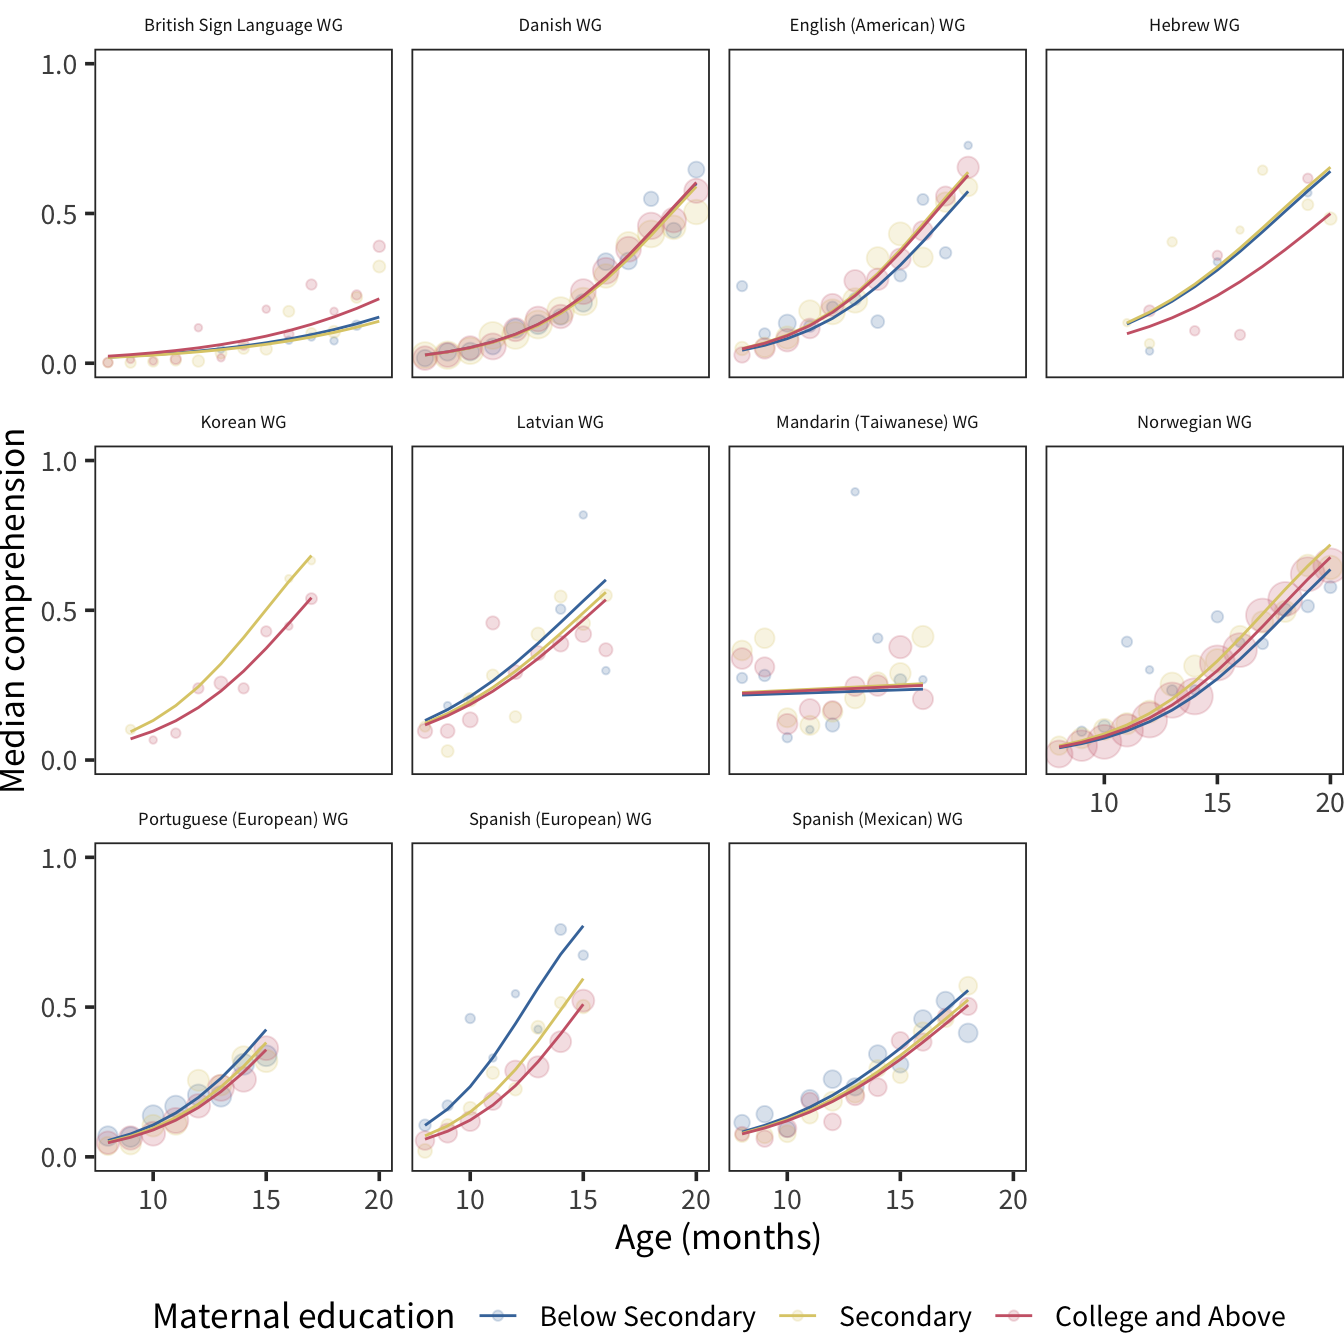 British Sign Language WG
Danish WG
English (American) WG
Hebrew WG
1.0
0.5
0.0
Korean WG
Latvian WG
Mandarin (Taiwanese) WG
Norwegian WG
1.0
0.5
0.0
10
15
20
Median comprehension
Portuguese (European) WG
Spanish (European) WG
Spanish (Mexican) WG
1.0
0.5
0.0
10
15
20
10
15
20
10
15
20
Age (months)
Maternal education
Below Secondary
Secondary
College and Above